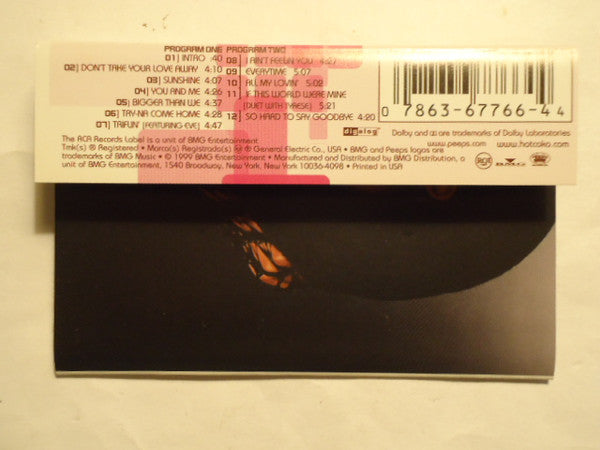 PROGRAM ONE
01 | INTRO :40
02 | DON'T TAKE YOUR LOVE AWAY 4:10
03 | SUNSHINE 4:07
04 | YOU AND ME 4:26
05 | BIGGER THAN WE 4:37
06 | TRY-NA COME HOME 4:28
07 | TRIFLIN' (FEATURING EVE) 4:47
PROGRAM TWO
08 | I AIN'T FEELIN YOU 4:27
09 | EVERYTIME 5:07
10 | ALL MY LOVIN' 5:02
11 | IF THIS WORLD WERE MINE
(DUET WITH TYRESE) 5:21
12 | SO HARD TO SAY GOODBYE 4:20
0 7863-67766-4 4
The RCA Records Label is a unit of BMG Entertainment
Tmk(s) ® Registered • Marca(s) Registrada(s) ® General Electric Co., USA • BMG and Peeps logos are
trademarks of BMG Music • © 1999 BMG Entertainment • Manufactured and Distributed by BMG Distribution, a
unit of BMG Entertainment, 1540 Broadway, New York, New York 10036-4098 • Printed in USA
digalog
Dolby and are trademarks of Dolby Laboratories
www.peeps.com www.hotcoko.com
RCA BMG